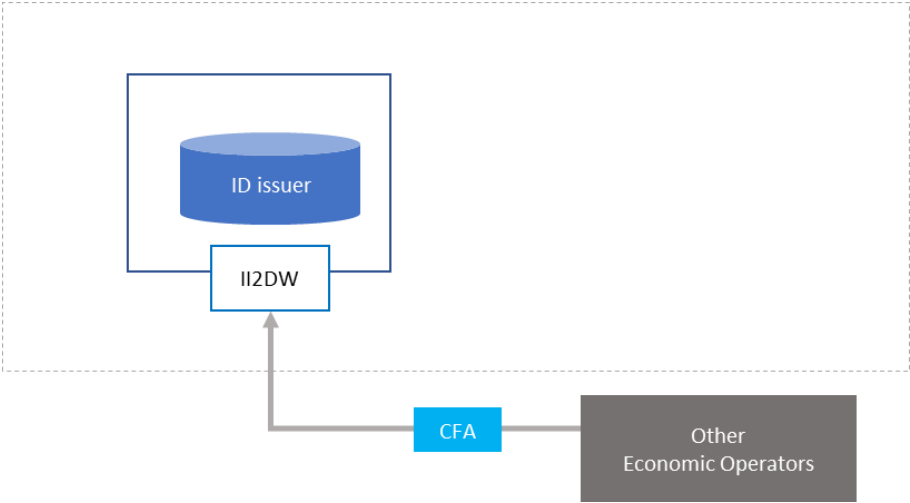 ID issuer
II2DW
CFA
Other
Economic Operators